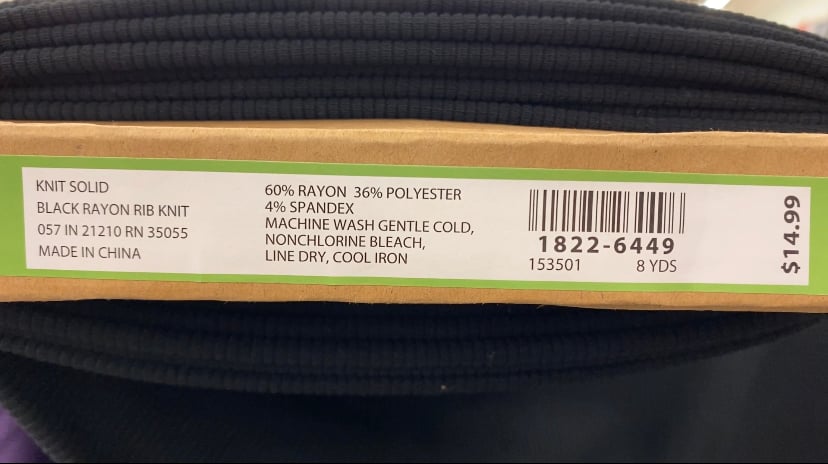 KNIT SOLID
BLACK RAYON RIB KNIT
057 IN 21210 RN 35055
MADE IN CHINA
60% RAYON 36% POLYESTER
4% SPANDEX
MACHINE WASH GENTLE COLD,
NONCHLORINE BLEACH,
LINE DRY, COOL IRON
1822-6449
153501 8 YDS
$14.99